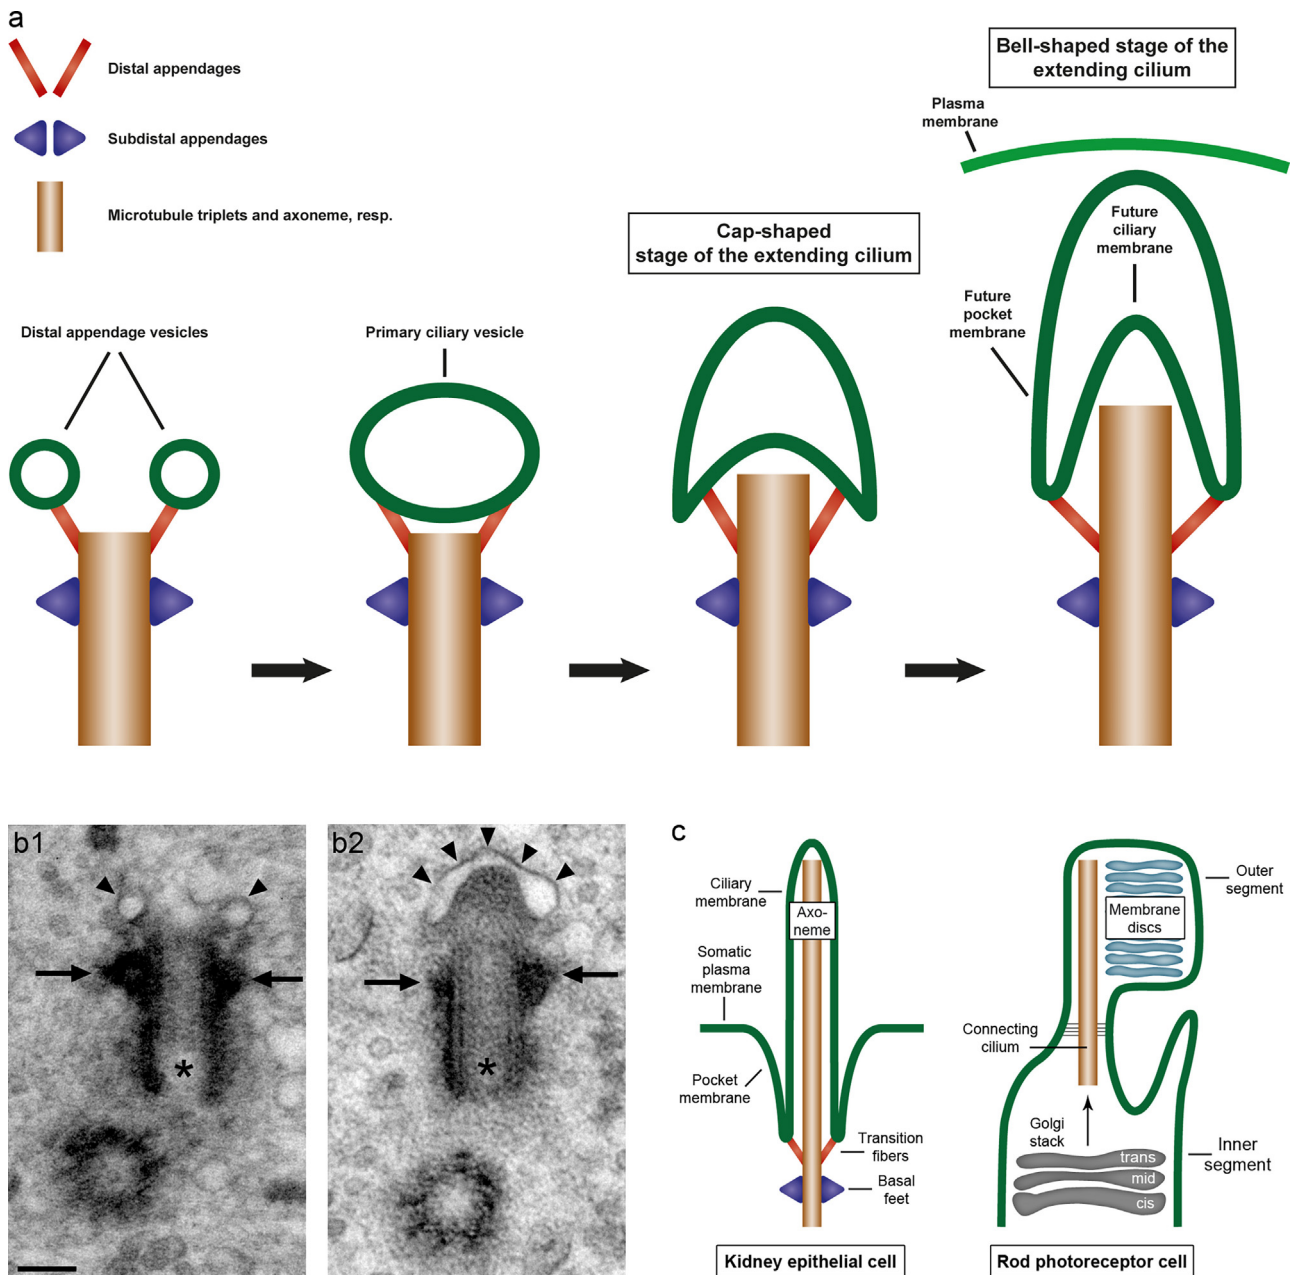 a
Distal appendages
Subdistal appendages
Microtubule triplets and axoneme, resp.
Distal appendage vesicles
Primary ciliary vesicle
Cap-shaped
stage of the extending cilium
Bell-shaped stage of the
extending cilium
Plasma
membrane
Future
ciliary
membrane
Future
pocket
membrane
b1
*
b2
*
c
Ciliary
membrane
Axo-
neme
Somatic
plasma
membrane
Pocket
membrane
Transition
fibers
Basal
feet
Kidney epithelial cell
Outer
segment
Membrane
discs
Connecting
cilium
Golgi
stack
trans
mid
cis
Inner
segment
Rod photoreceptor cell